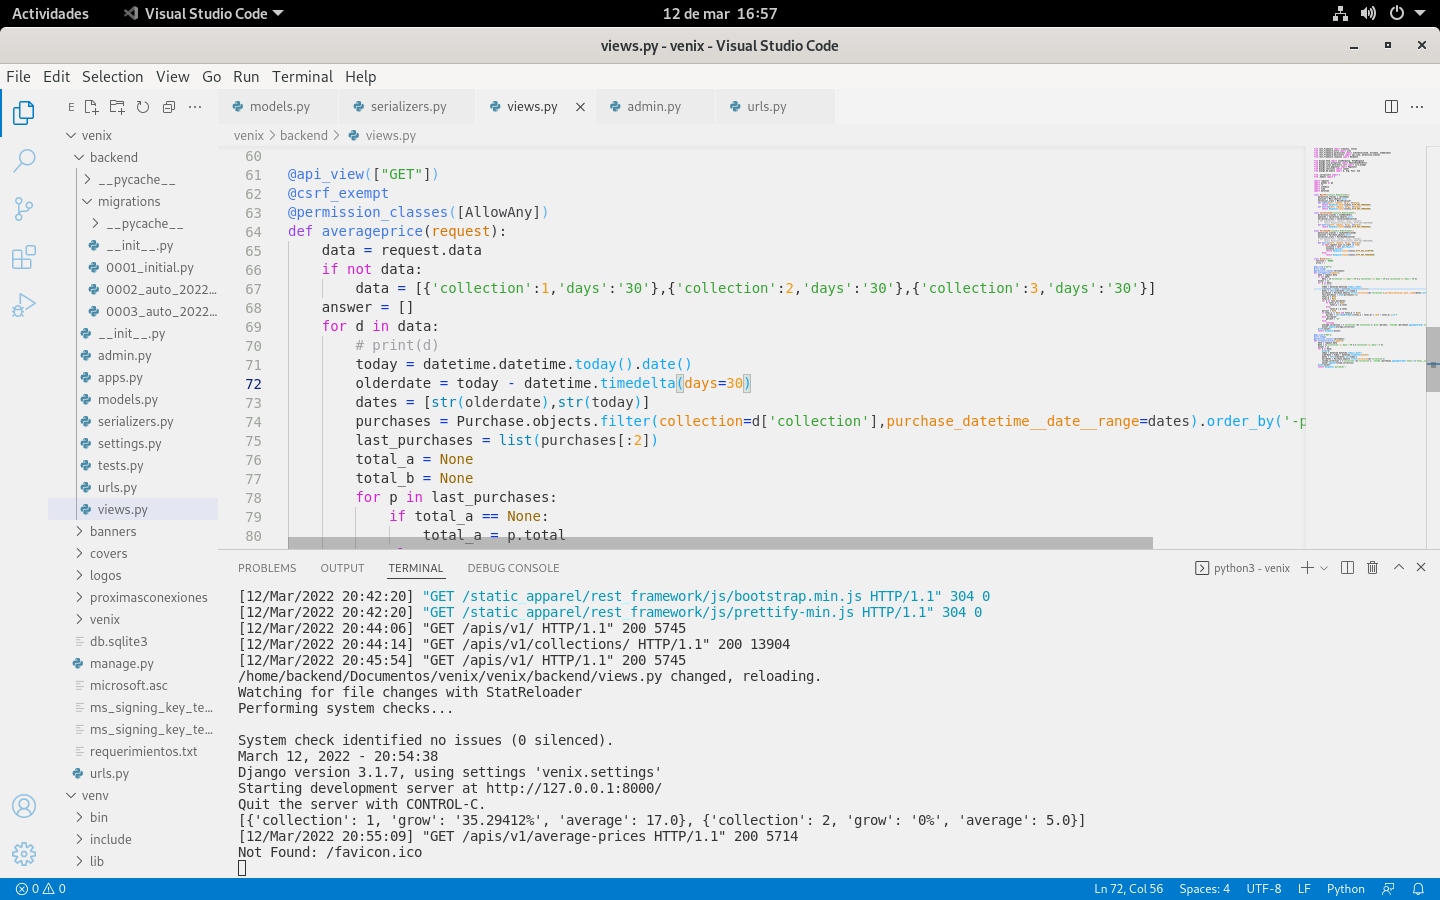 Actividades
Visual Studio Code
12 de mar 16:57
views.py - venix - Visual Studio Code
File Edit Selection View Go Run Terminal Help
E
models.py
serializers.py
views.py
admin.py
urls.py
venix
backend
__pycache__
migrations
__pycache__
__init__.py
0001_initial.py
0002_auto_2022...
0003_auto_2022...
__init__.py
admin.py
apps.py
models.py
serializers.py
settings.py
tests.py
urls.py
views.py
banners
covers
logos
proximasconexiones
venix
db.sqlite3
manage.py
microsoft.asc
ms_signing_key_te...
ms_signing_key_te...
requerimientos.txt
urls.py
venv
bin
include
lib
venix > backend > views.py
60
61 @api_view(["GET"])
62 @csrf_exempt
63 @permission_classes([AllowAny])
64 def averageprice(request):
65 data = request.data
66 if not data:
67 data = [{'collection':1,'days':'30'},{'collection':2,'days':'30'},{'collection':3,'days':'30'}]
68 answer = []
69 for d in data:
70 # print(d)
71 today = datetime.datetime.today().date()
72 olderdate = today - datetime.timedelta(days=30)
73 dates = [str(olderdate),str(today)]
74 purchases = Purchase.objects.filter(collection=d['collection'],purchase_datetime__date__range=dates).order_by('-p
75 last_purchases = list(purchases[:2])
76 total_a = None
77 total_b = None
78 for p in last_purchases:
79 if total_a == None:
80 total_a = p.total
PROBLEMS OUTPUT TERMINAL DEBUG CONSOLE
python3 - venix
[12/Mar/2022 20:42:20] "GET /static_apparel/rest_framework/js/bootstrap.min.js HTTP/1.1" 304 0
[12/Mar/2022 20:42:20] "GET /static_apparel/rest_framework/js/prettify-min.js HTTP/1.1" 304 0
[12/Mar/2022 20:44:06] "GET /apis/v1/ HTTP/1.1" 200 5745
[12/Mar/2022 20:44:14] "GET /apis/v1/collections/ HTTP/1.1" 200 13904
[12/Mar/2022 20:45:54] "GET /apis/v1/ HTTP/1.1" 200 5745
/home/backend/Documentos/venix/venix/backend/views.py changed, reloading.
Watching for file changes with StatReloader
Performing system checks...
System check identified no issues (0 silenced).
March 12, 2022 - 20:54:38
Django version 3.1.7, using settings 'venix.settings'
Starting development server at http://127.0.0.1:8000/
Quit the server with CONTROL-C.
[{'collection': 1, 'grow': '35.29412%', 'average': 17.0}, {'collection': 2, 'grow': '0%', 'average': 5.0}]
[12/Mar/2022 20:55:09] "GET /apis/v1/average-prices HTTP/1.1" 200 5714
Not Found: /favicon.ico
0 0
Ln 72, Col 56
Spaces: 4
UTF-8
LF
Python